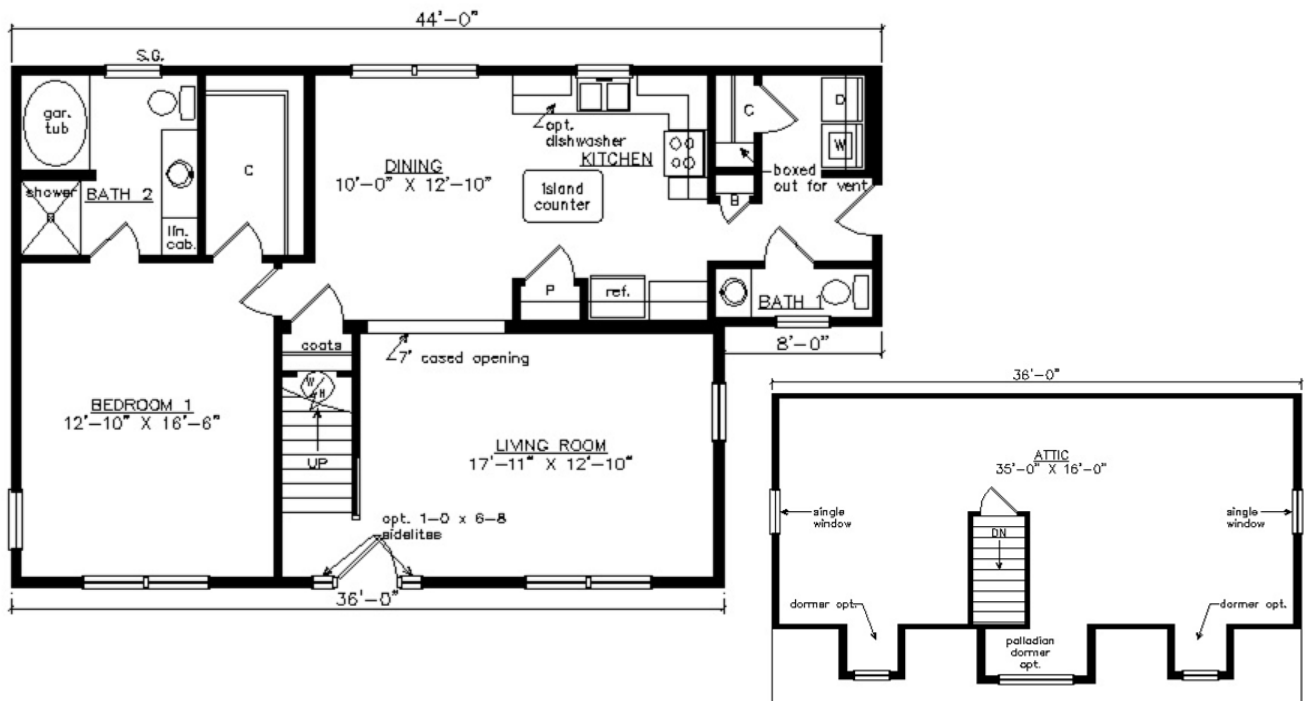 44'-0"
S.G.
gar.
tub
shower
BATH 2
lin.
cab.
C
DINING
10'-0" X 12'-10"
opt.
dishwasher
KITCHEN
Island
counter
C
D
W
boxed
out for vent
B
P
ref.
BATH 1
8'-0"
coats
7' cased opening
W
H
UP
BEDROOM 1
12'-10" X 16'-6"
LIVING ROOM
17'-11" X 12'-10"
opt. 1-0 x 6-8
sidelites
36'-0"
36'-0"
ATTIC
35'-0" X 16'-0"
single
window
single
window
DN
dormer opt.
dormer opt.
palladian
dormer
opt.